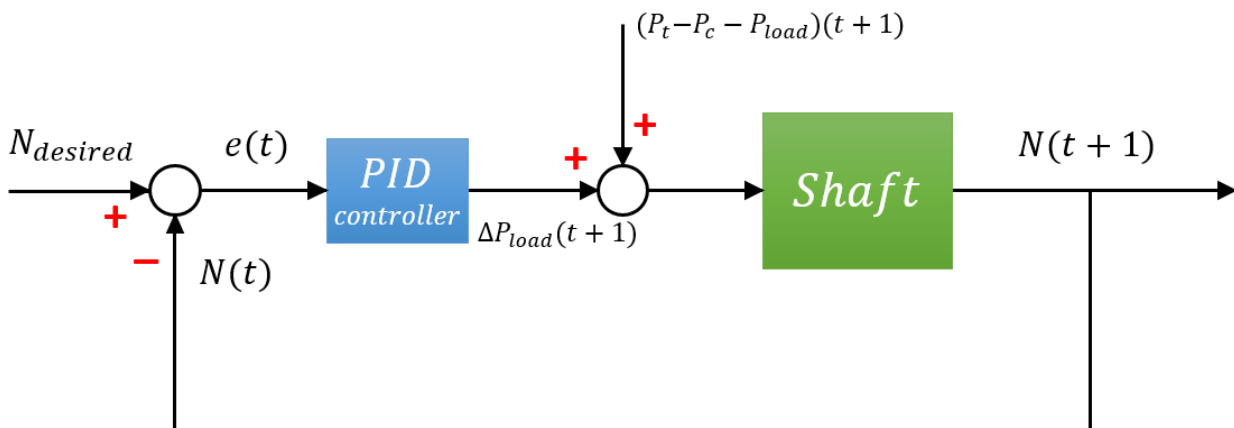 (P_t−P_c − P_load)(t + 1)
N_desired
e(t)
PID
controller
+
+
Shaft
N(t + 1)
+
−
ΔP_load(t + 1)
N(t)